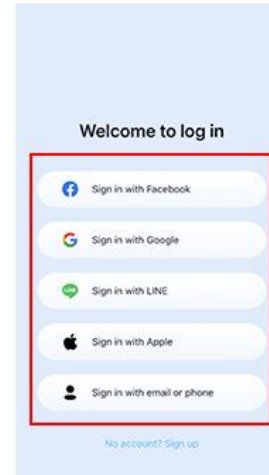 Welcome to log in
Sign in with Facebook
Sign in with Google
LINE
Sign in with LINE
Sign in with Apple
Sign in with email or phone
No account? Sign up